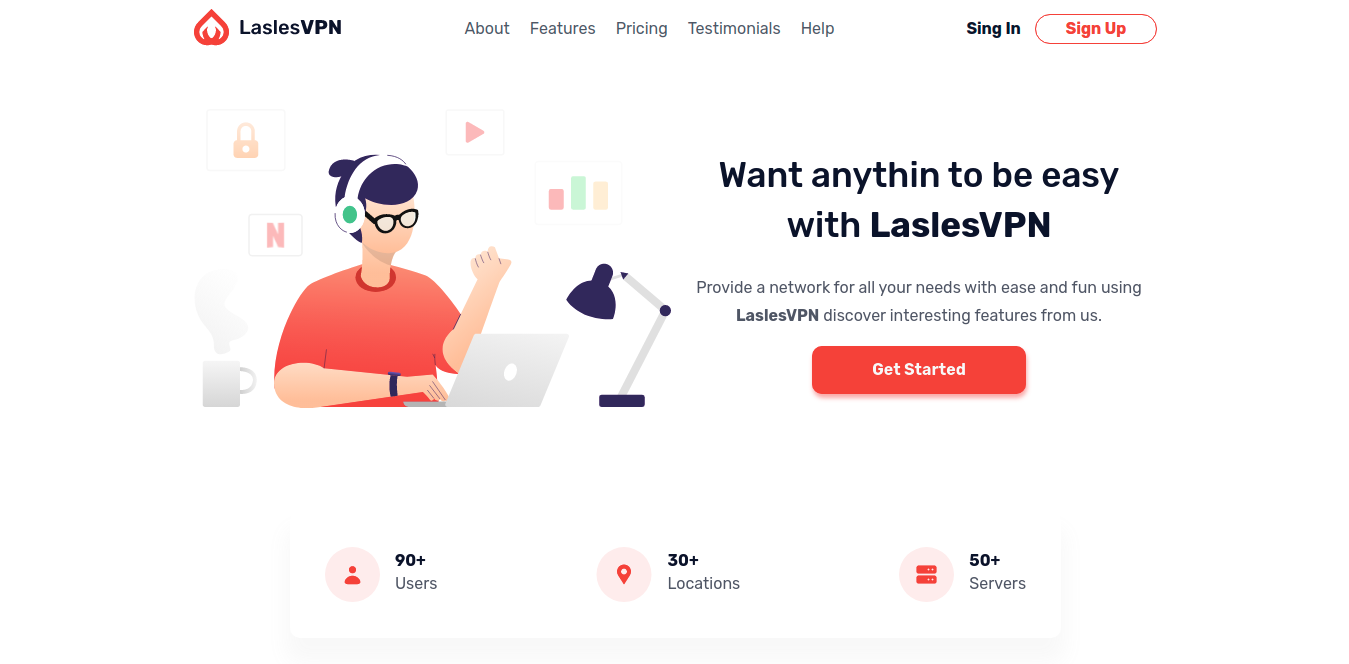 LaslesVPN
About Features Pricing Testimonials Help
Sing In Sign Up
N
Want anythin to be easy
with LaslesVPN
Provide a network for all your needs with ease and fun using
LaslesVPN discover interesting features from us.
Get Started
90+
Users
30+
Locations
50+
Servers